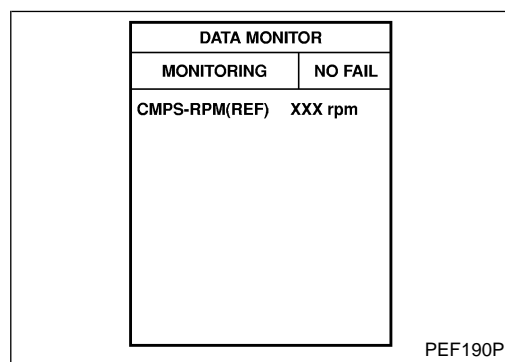 DATA MONITOR
MONITORING NO FAIL
CMPS-RPM(REF) XXX rpm
PEF190P